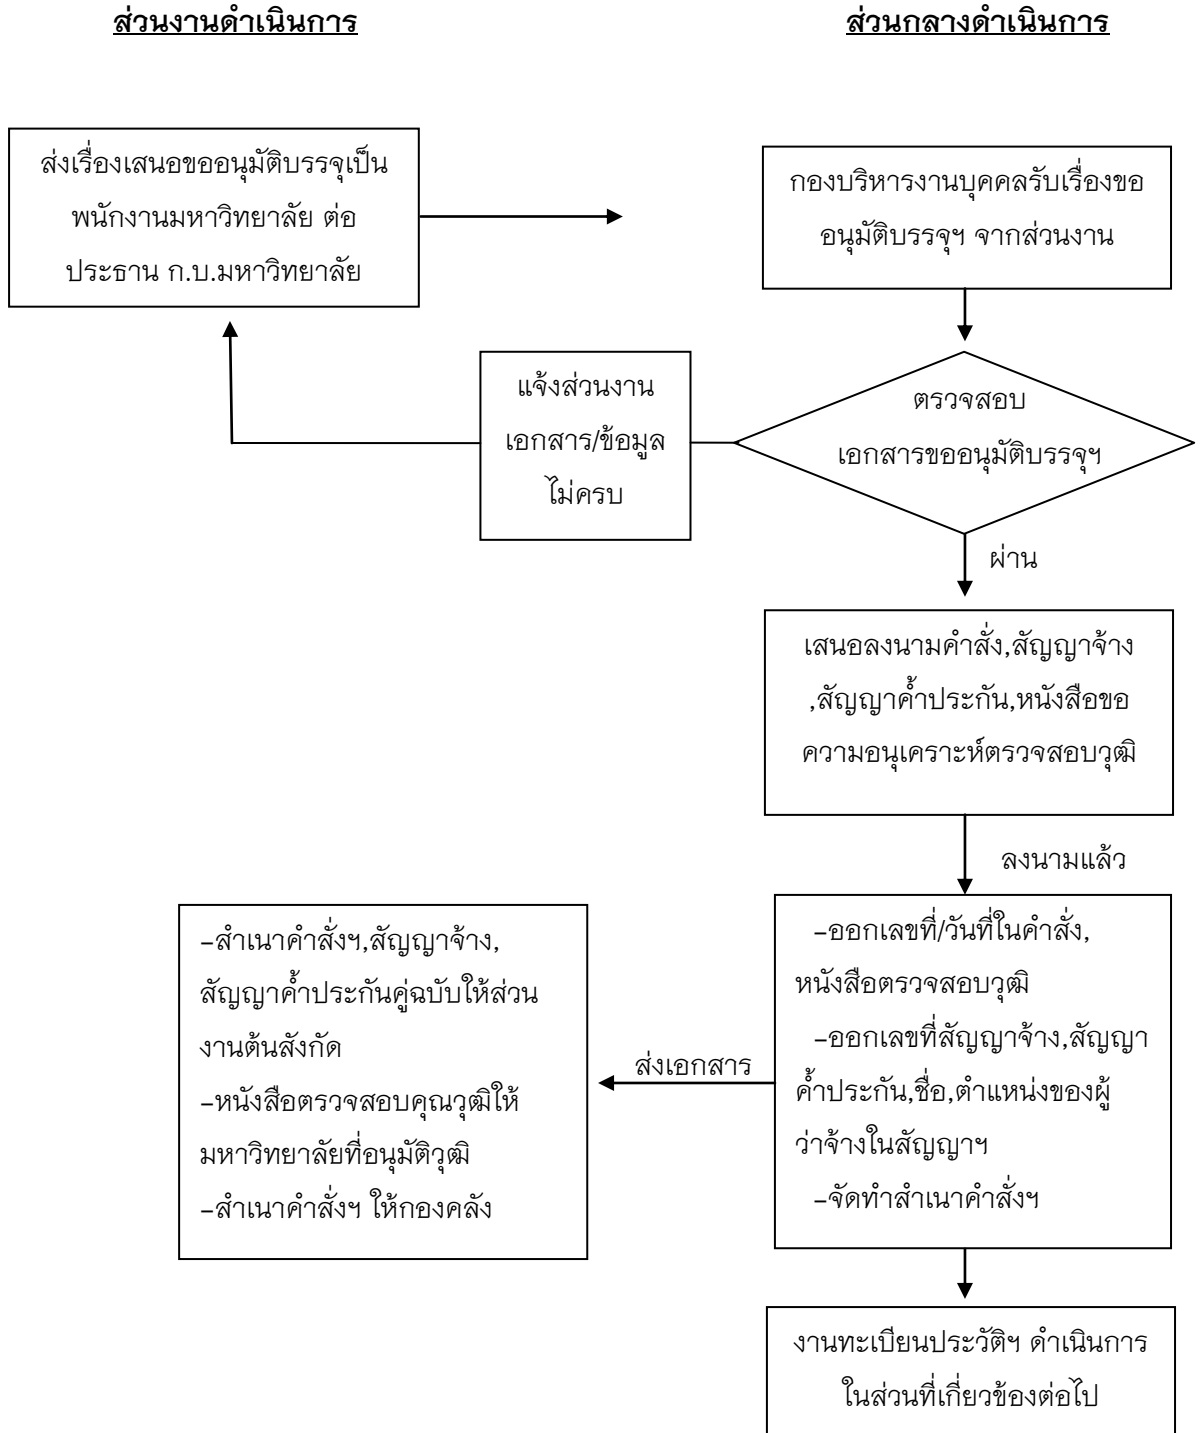 ส่วนงานดำเนินการ
ส่วนกลางดำเนินการ
ส่งเรื่องเสนอขออนุมัติบรรจุเป็น
พนักงานมหาวิทยาลัย ต่อ
ประธาน ก.บ.มหาวิทยาลัย
กองบริหารงานบุคคลรับเรื่องขอ
อนุมัติบรรจุฯ จากส่วนงาน
แจ้งส่วนงาน
เอกสาร/ข้อมูล
ไม่ครบ
ตรวจสอบ
เอกสารขออนุมัติบรรจุฯ
ผ่าน
เสนอลงนามคำสั่ง,สัญญาจ้าง
,สัญญาค้ำประกัน,หนังสือขอ
ความอนุเคราะห์ตรวจสอบวุฒิ
ลงนามแล้ว
-ออกเลขที่/วันที่ในคำสั่ง,
หนังสือตรวจสอบวุฒิ
-ออกเลขที่สัญญาจ้าง,สัญญา
ค้ำประกัน,ชื่อ,ตำแหน่งของผู้
ว่าจ้างในสัญญาฯ
-จัดทำสำเนาคำสั่งฯ
ส่งเอกสาร
-สำเนาคำสั่งฯ,สัญญาจ้าง,
สัญญาค้ำประกันคู่ฉบับให้ส่วน
งานต้นสังกัด
-หนังสือตรวจสอบคุณวุฒิให้
มหาวิทยาลัยที่อนุมัติวุฒิ
-สำเนาคำสั่งฯ ให้กองคลัง
งานทะเบียนประวัติฯ ดำเนินการ
ในส่วนที่เกี่ยวข้องต่อไป